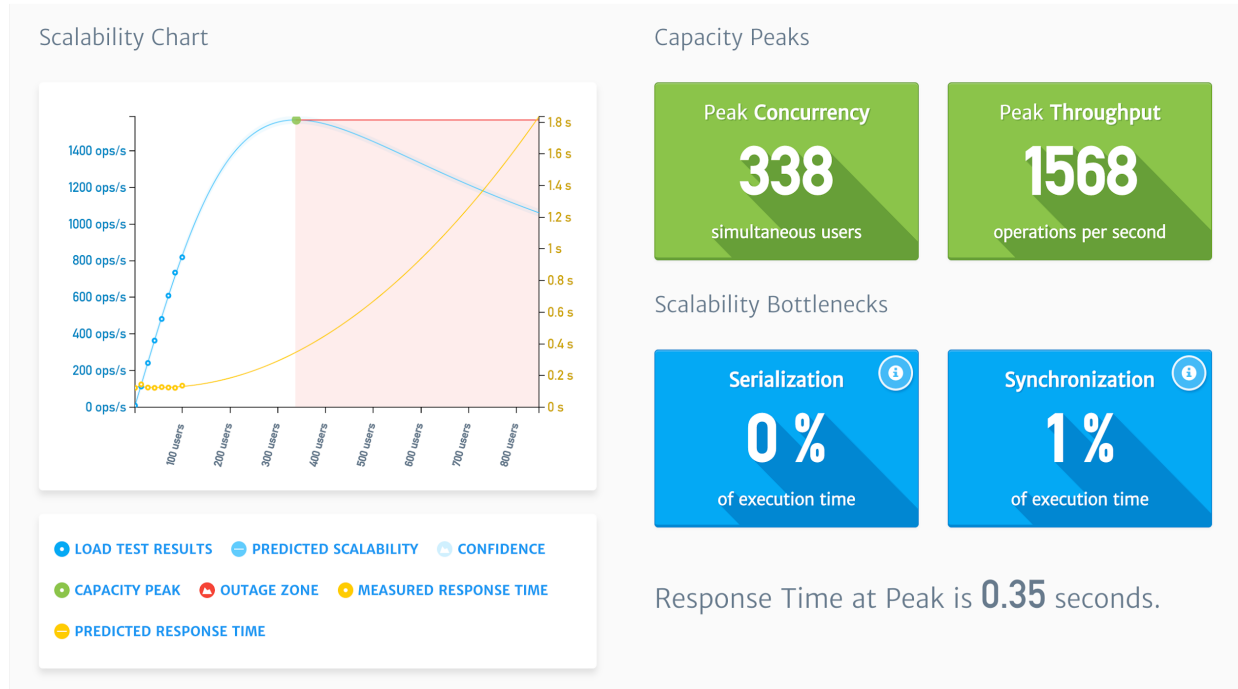 Scalability Chart
1400 ops/s
1200 ops/s
1000 ops/s
800 ops/s
600 ops/s
400 ops/s
200 ops/s
0 ops/s
1.8 s
1.6 s
1.4 s
1.2 s
1 s
0.8 s
0.6 s
0.4 s
0.2 s
0 s
100 users
200 users
300 users
400 users
500 users
600 users
700 users
800 users
LOAD TEST RESULTS PREDICTED SCALABILITY CONFIDENCE
CAPACITY PEAK OUTAGE ZONE MEASURED RESPONSE TIME
PREDICTED RESPONSE TIME
Capacity Peaks
Peak Concurrency
338
simultaneous users
Peak Throughput
1568
operations per second
Scalability Bottlenecks
Serialization
0 %
of execution time
Synchronization
1 %
of execution time
Response Time at Peak is 0.35 seconds.